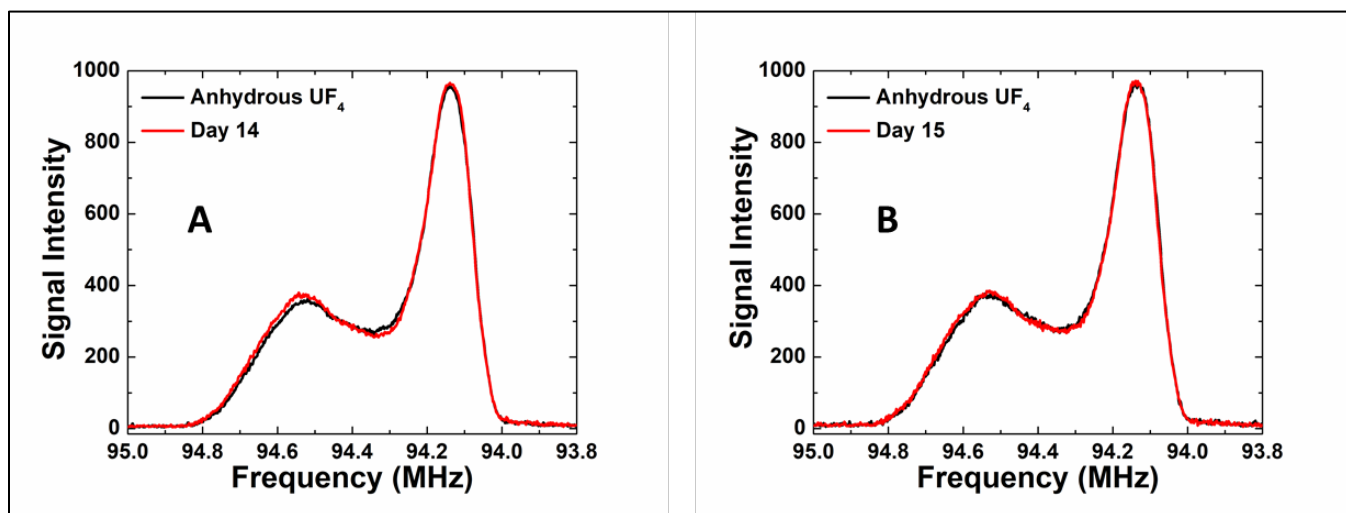 1000
800
600
400
200
0
Signal Intensity
Anhydrous UF4
Day 14
A
95.0 94.8 94.6 94.4 94.2 94.0 93.8
Frequency (MHz)
1000
800
600
400
200
0
Signal Intensity
Anhydrous UF4
Day 15
B
95.0 94.8 94.6 94.4 94.2 94.0 93.8
Frequency (MHz)